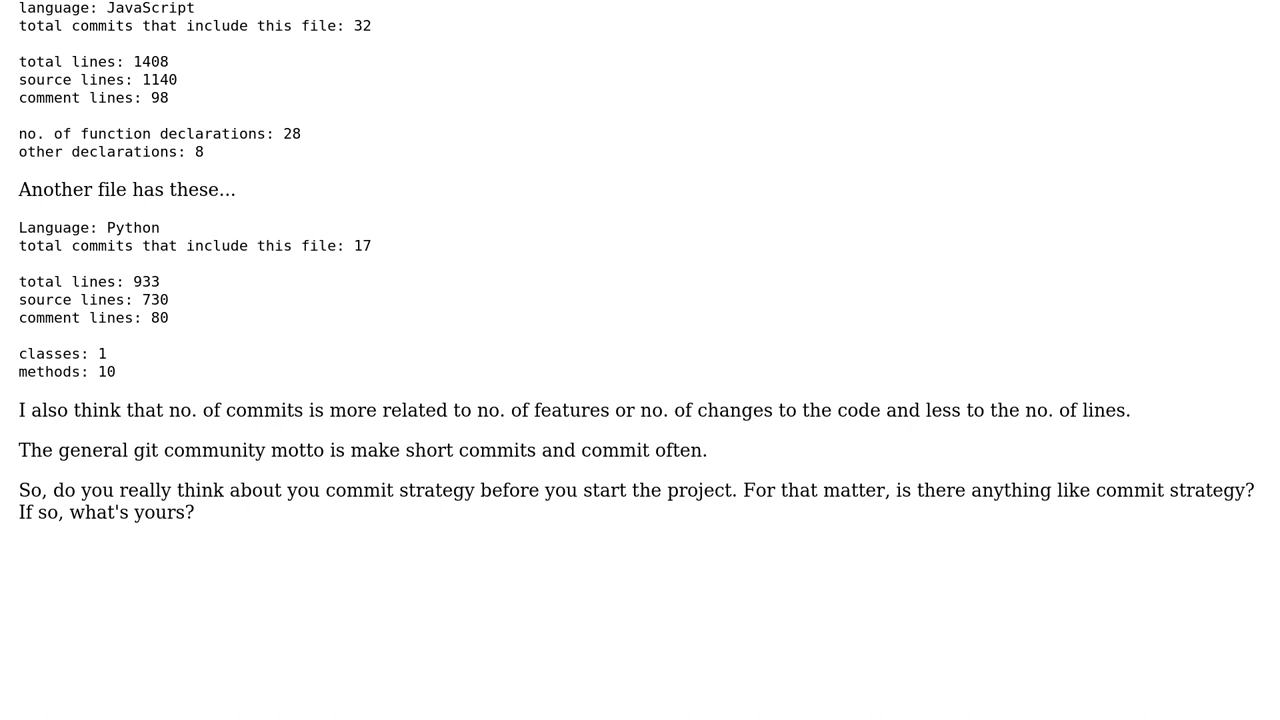 language: JavaScript
total commits that include this file: 32
total lines: 1408
source lines: 1140
comment lines: 98
no. of function declarations: 28
other declarations: 8
Another file has these...
Language: Python
total commits that include this file: 17
total lines: 933
source lines: 730
comment lines: 80
classes: 1
methods: 10
I also think that no. of commits is more related to no. of features or no. of changes to the code and less to the no. of lines.
The general git community motto is make short commits and commit often.
So, do you really think about you commit strategy before you start the project. For that matter, is there anything like commit strategy?
If so, what's yours?